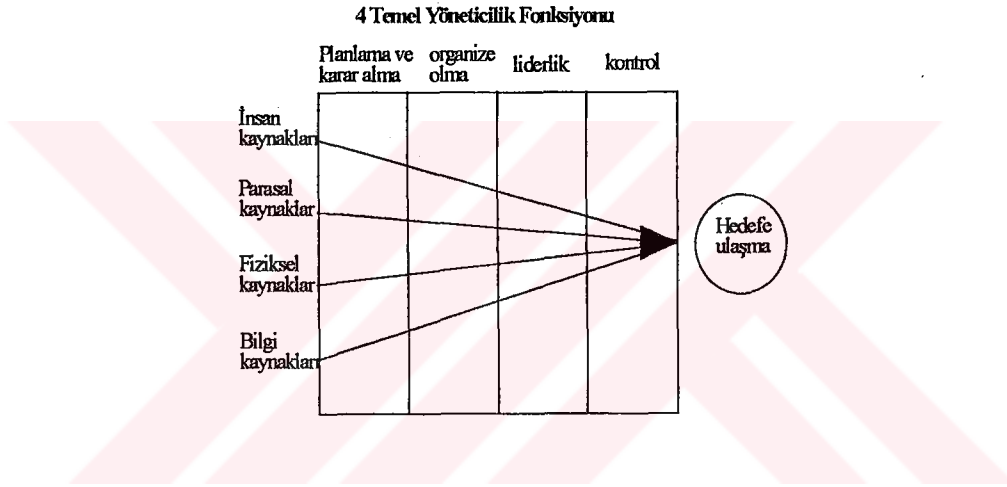 4 Temel Yöneticilik Fonksiyonu
Planlama ve
karar alma
organize
olma
liderlik
kontrol
İnsan
kaynakları
Parasal
kaynaklar
Fiziksel
kaynaklar
Bilgi
kaynakları
Hedefe
ulaşma